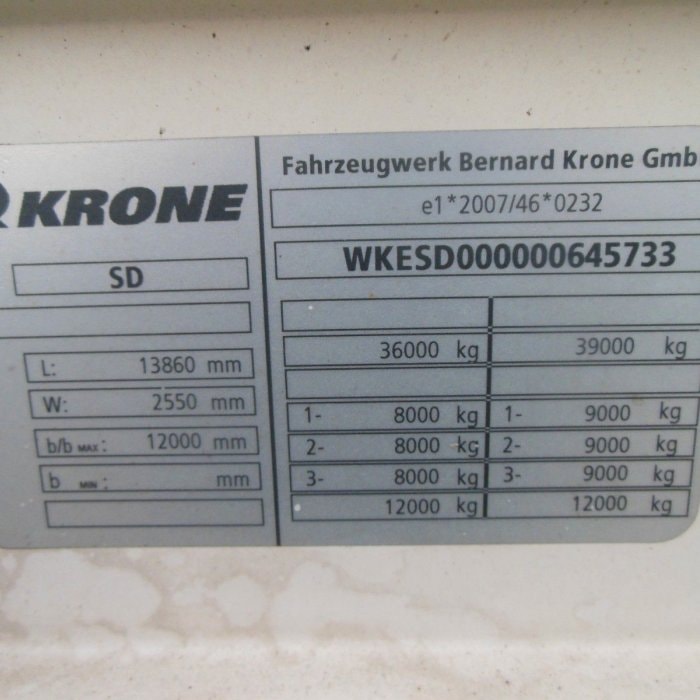 KRONE
SD
L: 13860 mm
W: 2550 mm
b/b MAX: 12000 mm
b MIN: mm
Fahrzeugwerk Bernard Krone Gmb
e1*2007/46*0232
WKESD000000645733
36000 kg 39000 kg
1- 8000 kg 1- 9000 kg
2- 8000 kg 2- 9000 kg
3- 8000 kg 3- 9000 kg
12000 kg 12000 kg